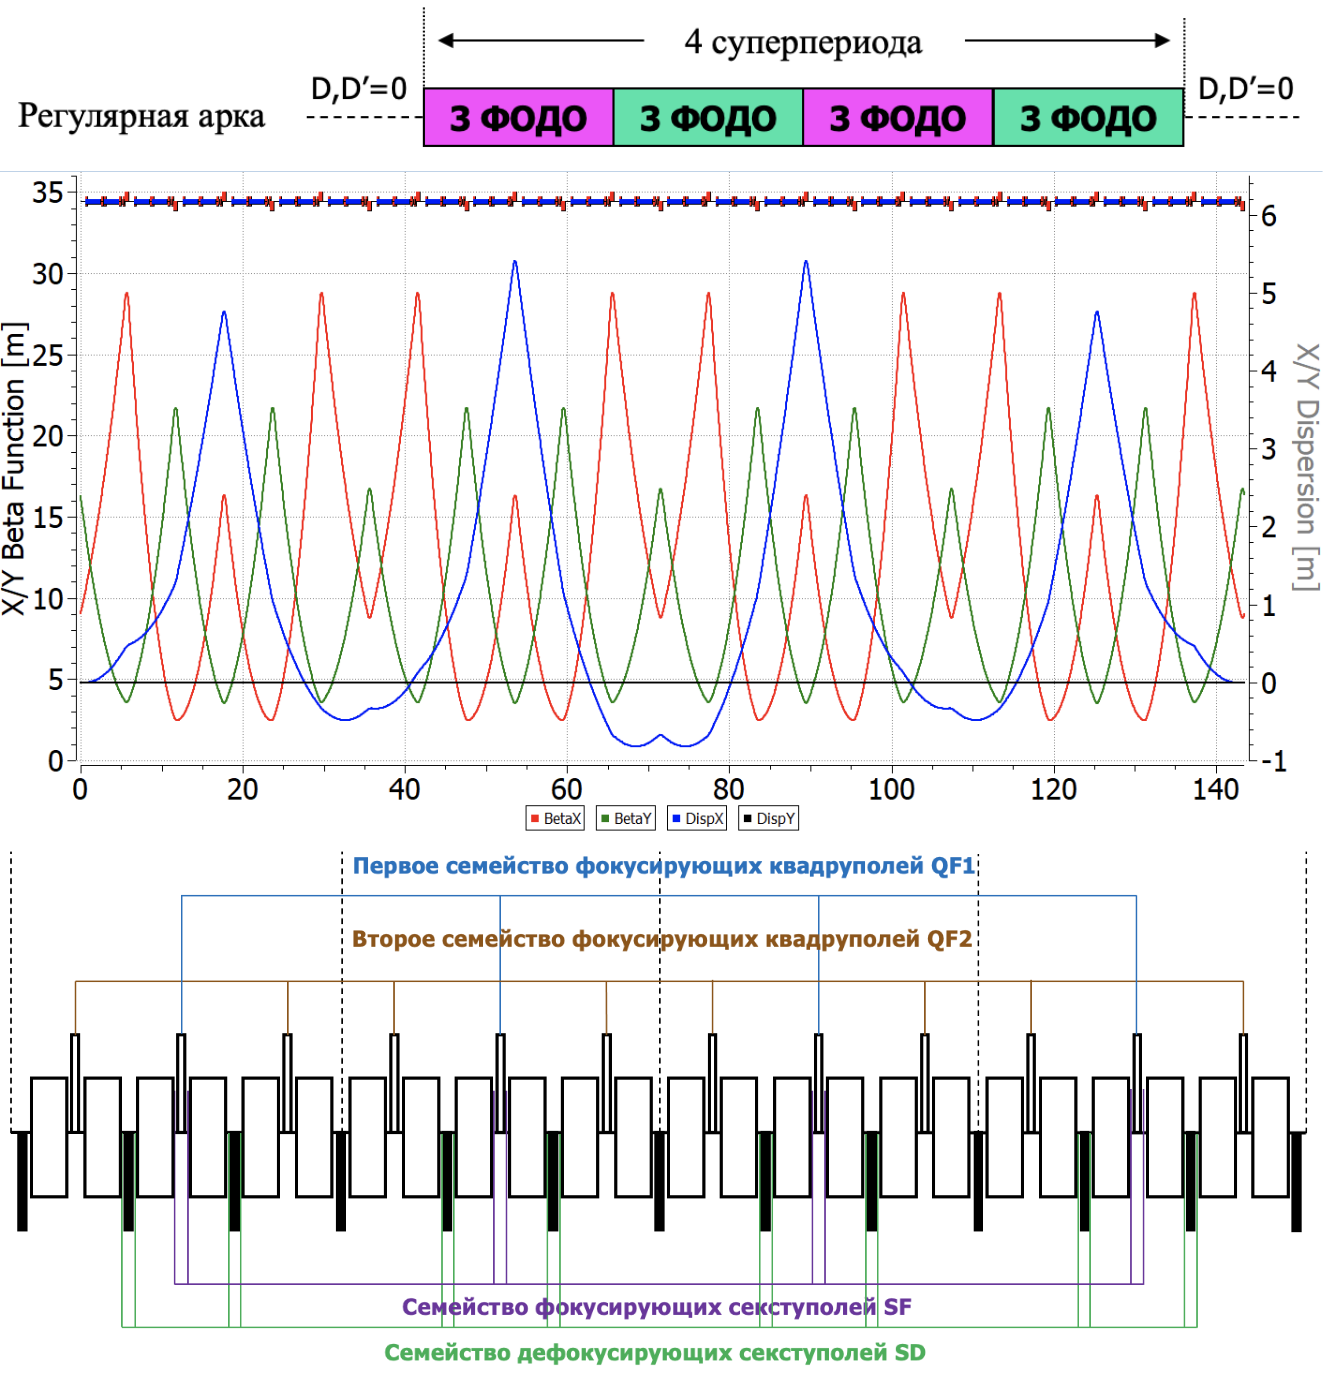 4 суперпериода
D,D′=0
D,D′=0
Регулярная арка
3 ФОДО 3 ФОДО 3 ФОДО 3 ФОДО
X/Y Beta Function [m]
35
30
25
20
15
10
5
0
6
5
4
3
2
1
0
-1
X/Y Dispersion [m]
0 20 40 60 80 100 120 140
BetaX BetaY DispX DispY
Первое семейство фокусирующих квадруполей QF1
Второе семейство фокусирующих квадруполей QF2
Семейство фокусирующих секступолей SF
Семейство дефокусирующих секступолей SD